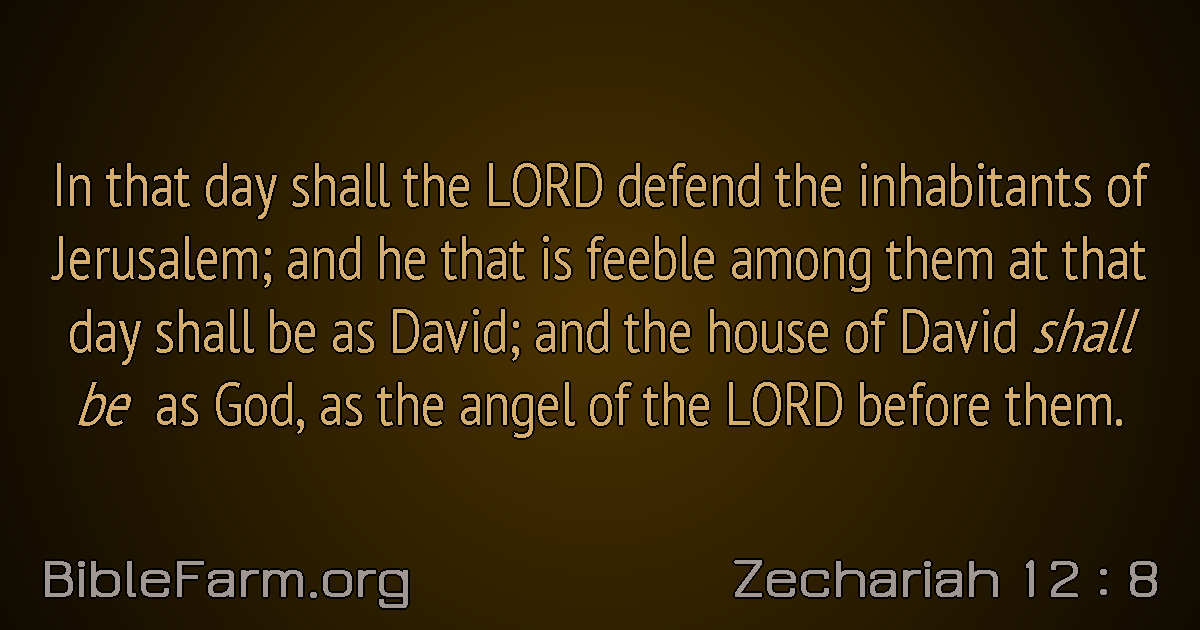 In that day shall the LORD defend the inhabitants of
Jerusalem; and he that is feeble among them at that
day shall be as David; and the house of David shall
be as God, as the angel of the LORD before them.
BibleFarm.org
Zechariah 12 : 8